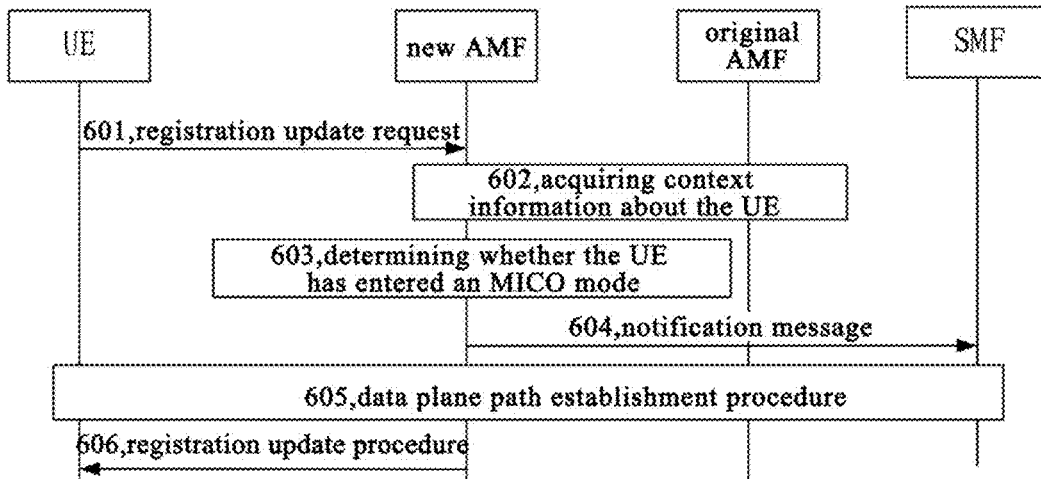 UE
new AMF
original
AMF
SMF
601,registration update request
602,acquiring context
information about the UE
603,determining whether the UE
has entered an MICO mode
604,notification message
605,data plane path establishment procedure
606,registration update procedure